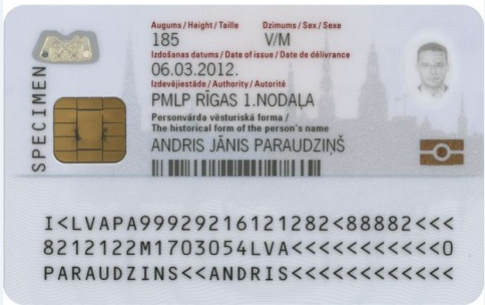 Augums / Height / Taille Dzimums / Sex / Sexe
185 V/M
Izdošanas datums / Date of issue / Date de délivrance
06.03.2012.
Izdevējiestāde / Authority / Autorité
PMLP RĪGAS 1.NODAĻA
Personvārda vēsturiskā forma /
The historical form of the person's name
ANDRIS JĀNIS PARAUDZIŅŠ
SPECIMEN
I<LVAPA999292161212​82<88882<<<
8212122M1703054LVA<<<<<<<<<<<0
PARAUDZINS<<ANDRIS<<<<<<<<<<<<